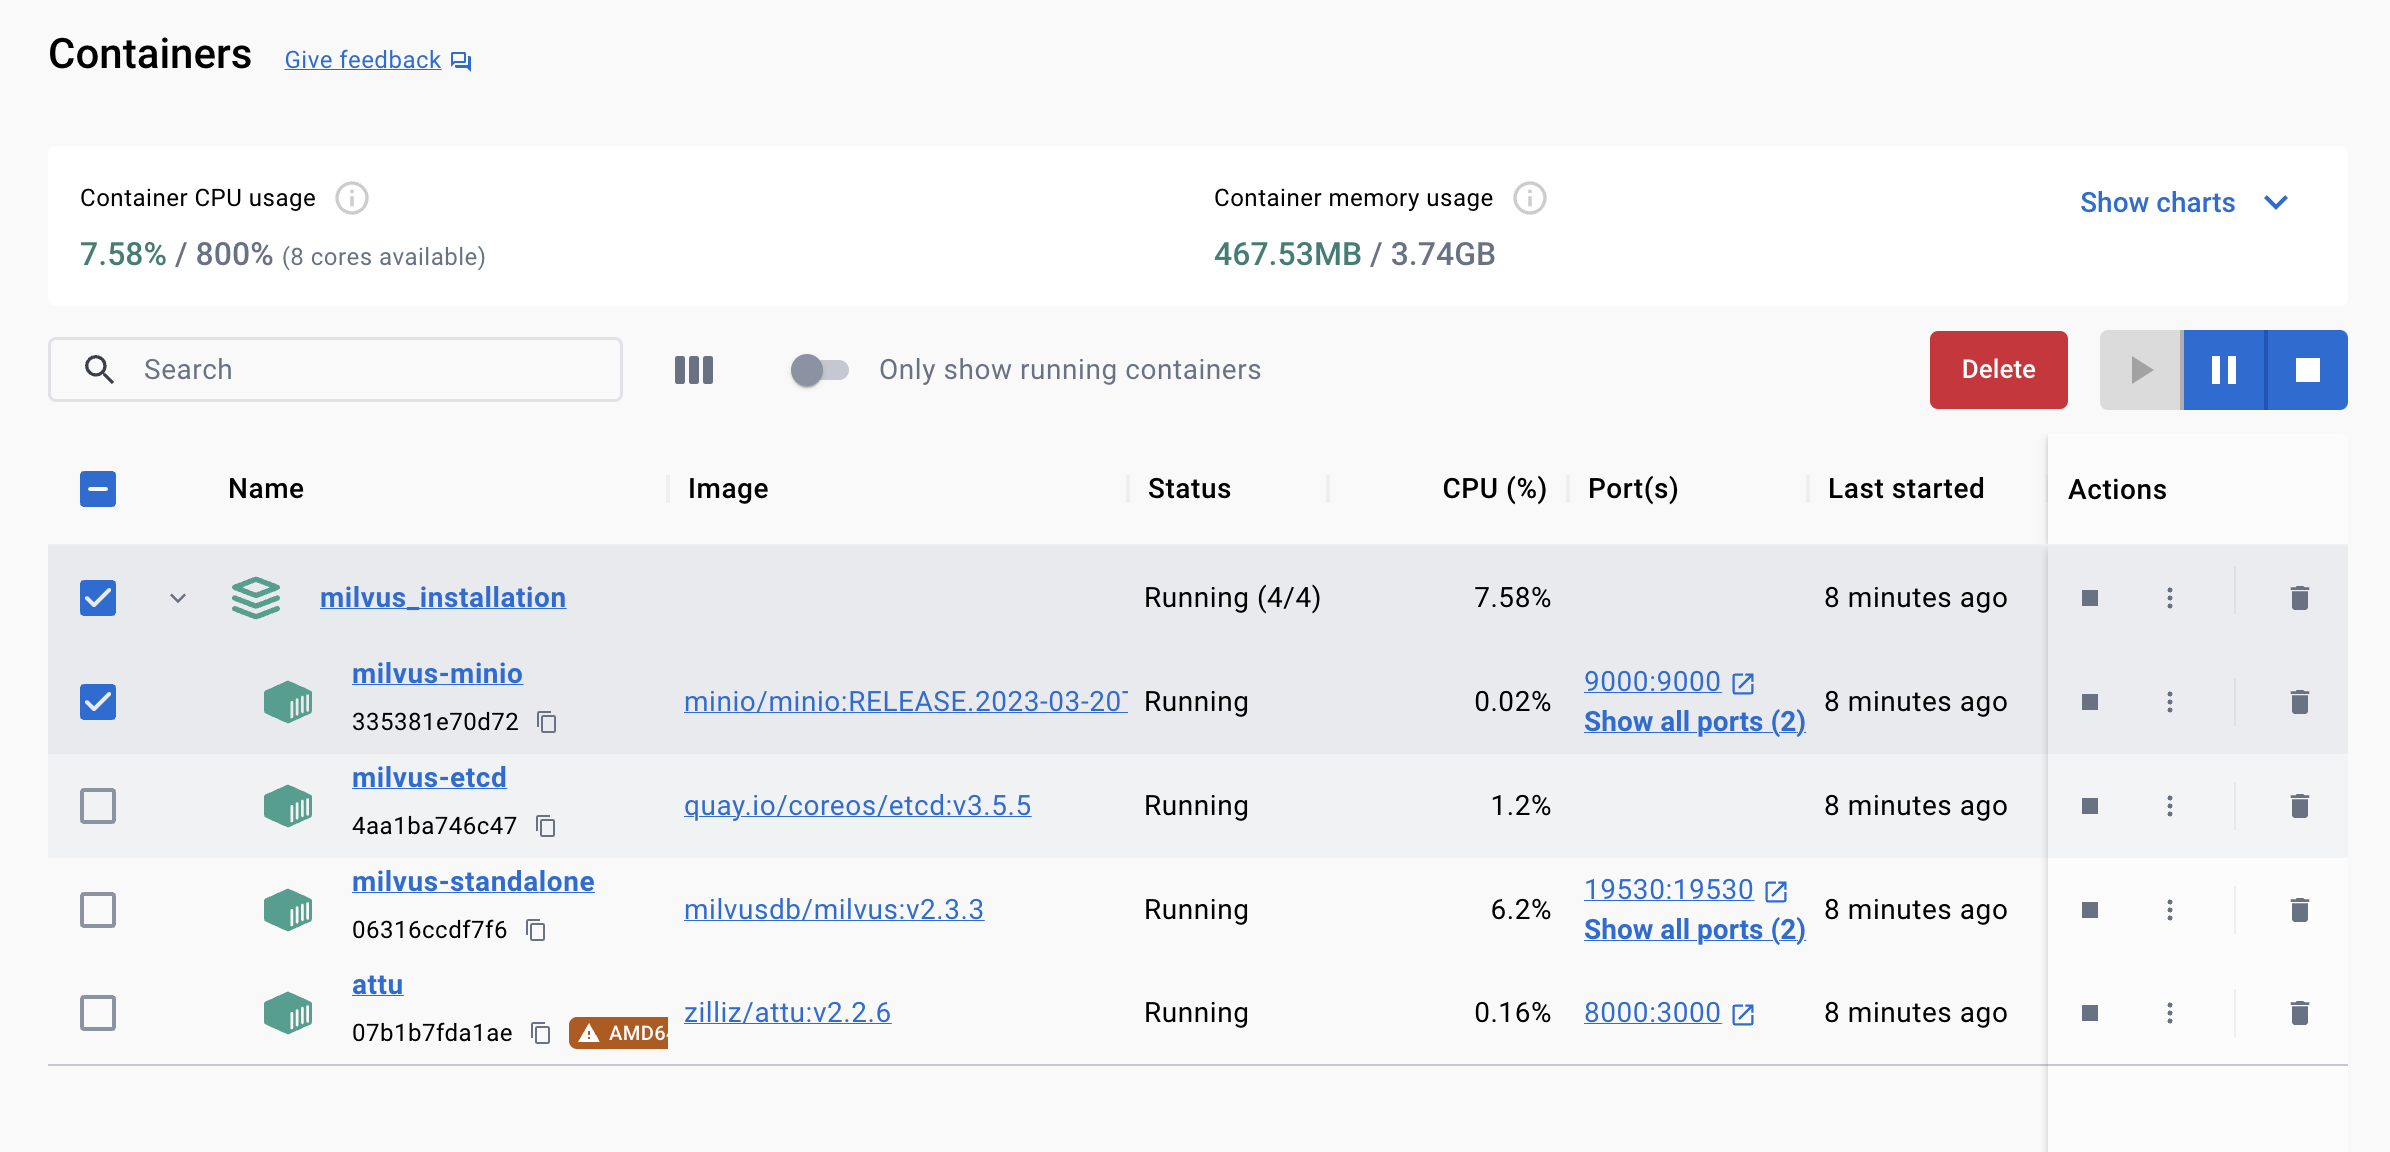 Containers Give feedback
Container CPU usage
7.58% / 800% (8 cores available)
Container memory usage
467.53MB / 3.74GB
Show charts
Search
Only show running containers
Delete
Name Image Status CPU (%) Port(s) Last started Actions
milvus_installation Running (4/4) 7.58% 8 minutes ago
milvus-minio
335381e70d72
minio/minio:RELEASE.2023-03-20 Running 0.02%
9000:9000
Show all ports (2)
8 minutes ago
milvus-etcd
4aa1ba746c47
quay.io/coreos/etcd:v3.5.5 Running 1.2% 8 minutes ago
milvus-standalone
06316ccdf7f6
milvusdb/milvus:v2.3.3 Running 6.2%
19530:19530
Show all ports (2)
8 minutes ago
attu
07b1b7fda1ae AMD6
zilliz/attu:v2.2.6 Running 0.16% 8000:3000 8 minutes ago